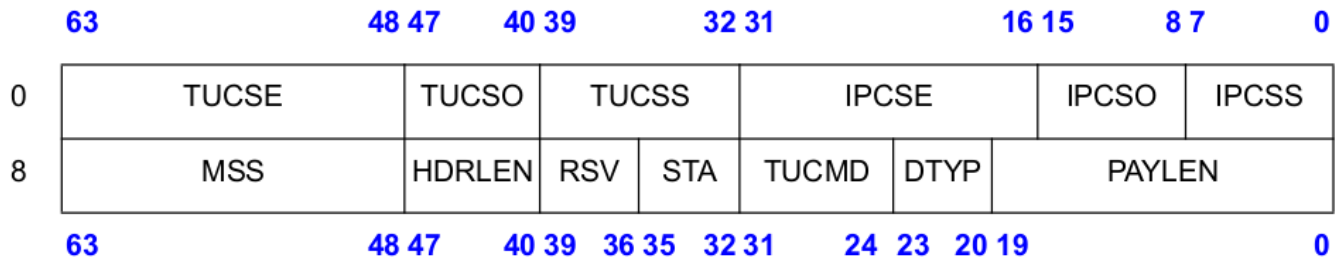 63 48 47 40 39 32 31 16 15 8 7 0
0 TUCSE TUCSO TUCSS IPCSE IPCSO IPCSS
8 MSS HDRLEN RSV STA TUCMD DTYP PAYLEN
63 48 47 40 39 36 35 32 31 24 23 20 19 0